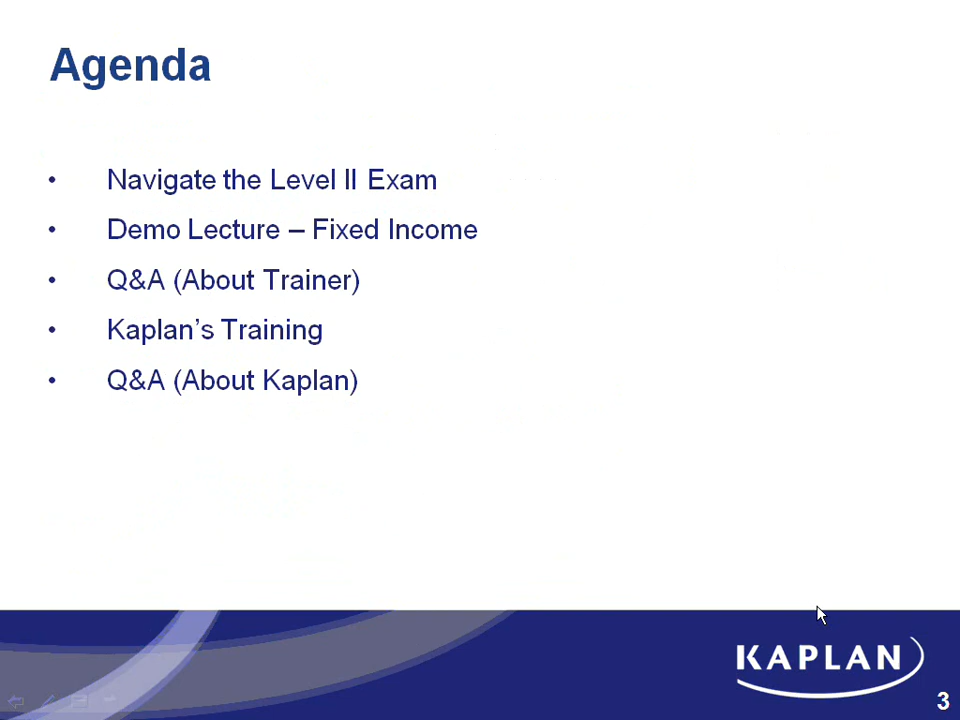 Agenda
• Navigate the Level II Exam
• Demo Lecture – Fixed Income
• Q&A (About Trainer)
• Kaplan’s Training
• Q&A (About Kaplan)
KAPLAN
3